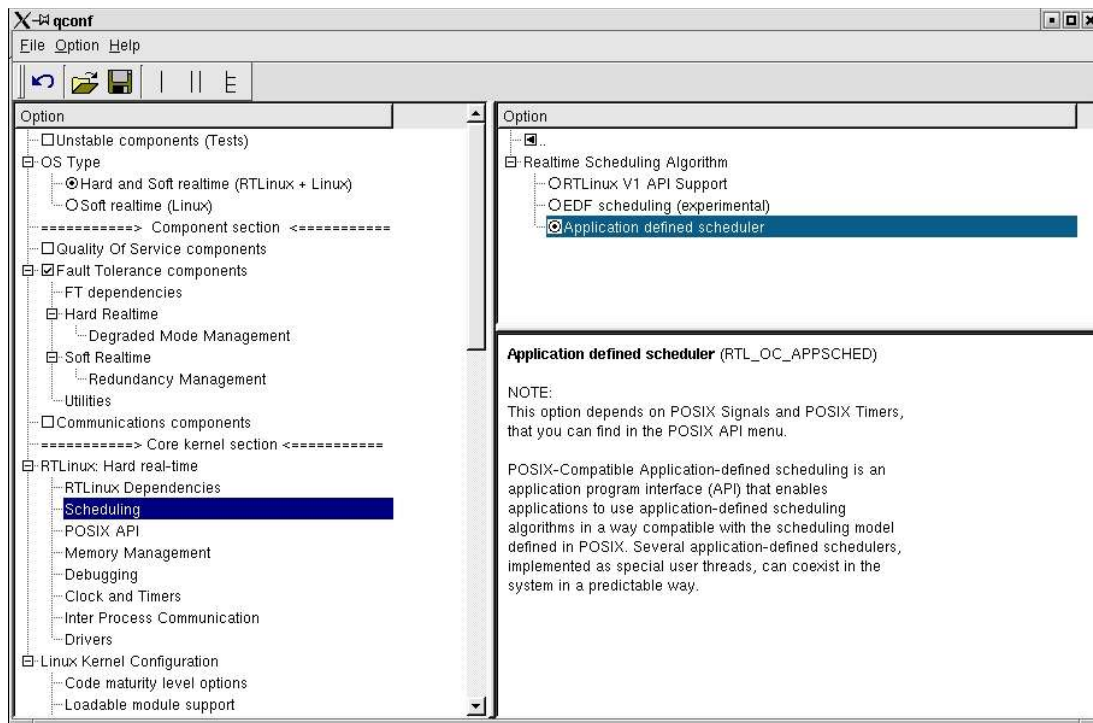 qconf
File Option Help
Option
Unstable components (Tests)
OS Type
Hard and Soft realtime (RTLinux + Linux)
Soft realtime (Linux)
===========> Component section <===========
Quality Of Service components
Fault Tolerance components
FT dependencies
Hard Realtime
Degraded Mode Management
Soft Realtime
Redundancy Management
Utilities
Communications components
===========> Core kernel section <===========
RTLinux: Hard real-time
RTLinux Dependencies
Scheduling
POSIX API
Memory Management
Debugging
Clock and Timers
Inter Process Communication
Drivers
Linux Kernel Configuration
Code maturity level options
Loadable module support
Option
..
Realtime Scheduling Algorithm
RTLinux V1 API Support
EDF scheduling (experimental)
Application defined scheduler
Application defined scheduler (RTL_OC_APPSCHED)
NOTE:
This option depends on POSIX Signals and POSIX Timers,
that you can find in the POSIX API menu.
POSIX-Compatible Application-defined scheduling is an
application program interface (API) that enables
applications to use application-defined scheduling
algorithms in a way compatible with the scheduling model
defined in POSIX. Several application-defined schedulers,
implemented as special user threads, can coexist in the
system in a predictable way.